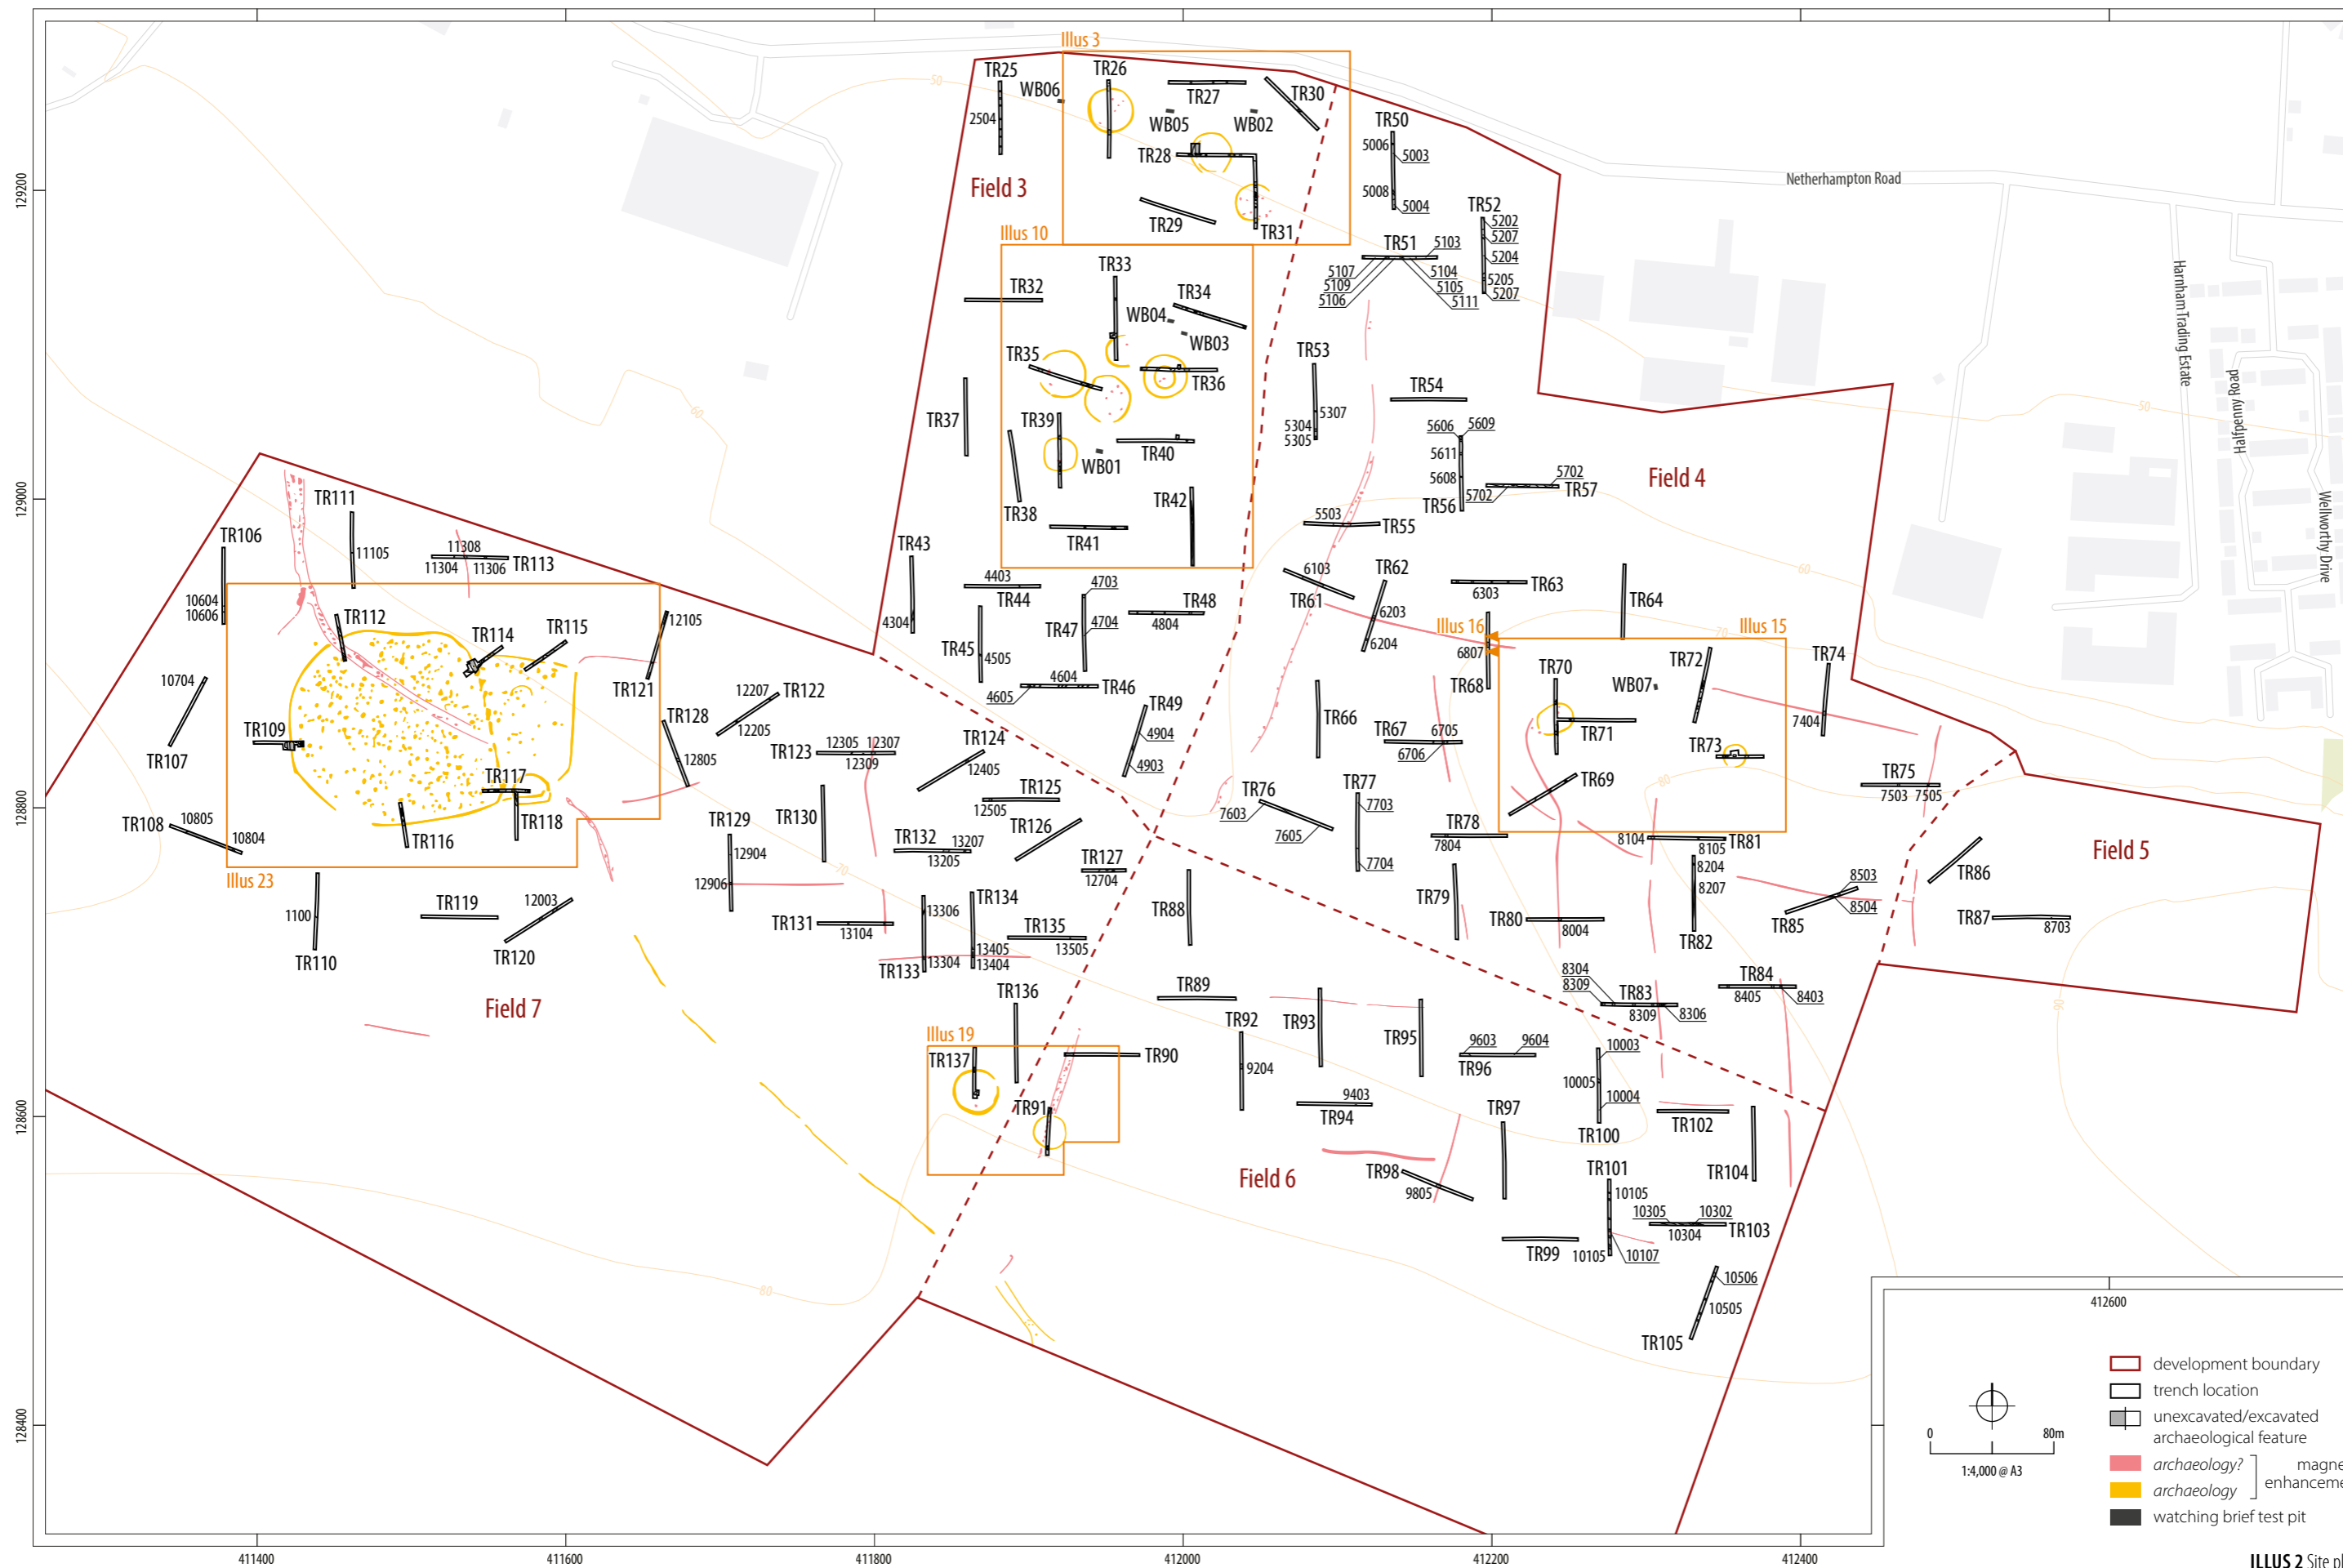 Illus 3
TR25
TR26
WB06
TR27
TR30
2504
WB05
WB02
TR50
TR28
5006
5003
Netherhampton Road
Field 3
5008
5004
TR52
TR29
TR31
5202
5207
Illus 10
TR51
5103
5204
5107
5104
5109
5105
5205
5106
5111
5207
TR33
TR32
TR34
WB04
WB03
TR35
TR36
TR53
TR54
TR37
TR39
5307
5304
5305
5606
5609
TR40
WB01
5611
5608
5702
5702
TR57
TR56
Field 4
TR38
TR42
TR41
5503
TR55
Harnham Trading Estate
Halfpenny Road
Wellworthy Drive
50
50
60
60
70
70
80
80
90
TR106
TR111
11105
11308
11304
11306
TR113
10604
10606
TR112
TR114
TR115
12105
TR121
10704
TR107
TR109
TR117
TR118
TR116
TR108
10805
10804
Illus 23
1100
TR110
TR119
12003
TR120
Field 7
TR43
4304
4403
TR44
4703
TR47
4704
TR48
4804
TR45
4505
4604
4605
TR46
TR49
4904
4903
6103
TR61
TR62
6203
6204
TR63
6303
TR64
Illus 16
Illus 15
6807
TR68
TR70
TR71
TR72
WB07
TR73
TR74
7404
TR69
TR66
TR67
6705
6706
TR75
7503
7505
TR76
7603
7605
TR77
7703
7704
TR78
7804
8104
8105
TR81
TR86
Field 5
TR87
8703
TR128
12805
12207
TR122
12205
TR123
12305
12307
12309
TR124
12405
TR125
12505
TR126
TR127
12704
TR129
12904
12906
TR130
TR132
13207
13205
TR131
13104
13306
TR133
13304
TR134
13405
13404
TR135
13505
TR88
TR79
TR80
8004
8204
8207
TR82
TR85
8503
8504
8304
8309
TR83
8309
8306
TR84
8405
8403
TR136
TR89
Illus 19
TR137
TR90
TR91
TR92
9204
TR93
TR95
9603
9604
TR96
9403
TR94
10003
10005
10004
TR100
TR102
TR104
TR97
Field 6
TR98
9805
TR101
10105
10305
10302
10304
TR103
TR99
10105
10107
10506
10505
TR105
129200
129000
128800
128600
128400
411400
411600
411800
412000
412200
412400
412600
0
80m
1:4,000 @ A3
development boundary
trench location
unexcavated/excavated
archaeological feature
archaeology?
archaeology
watching brief test pit
ILLUS 2 Site